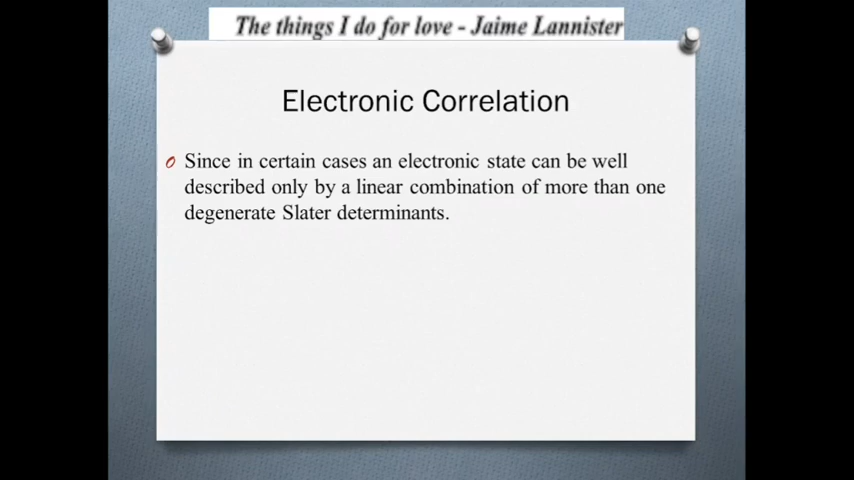 The things I do for love - Jaime Lannister
Electronic Correlation
Since in certain cases an electronic state can be well
described only by a linear combination of more than one
degenerate Slater determinants.